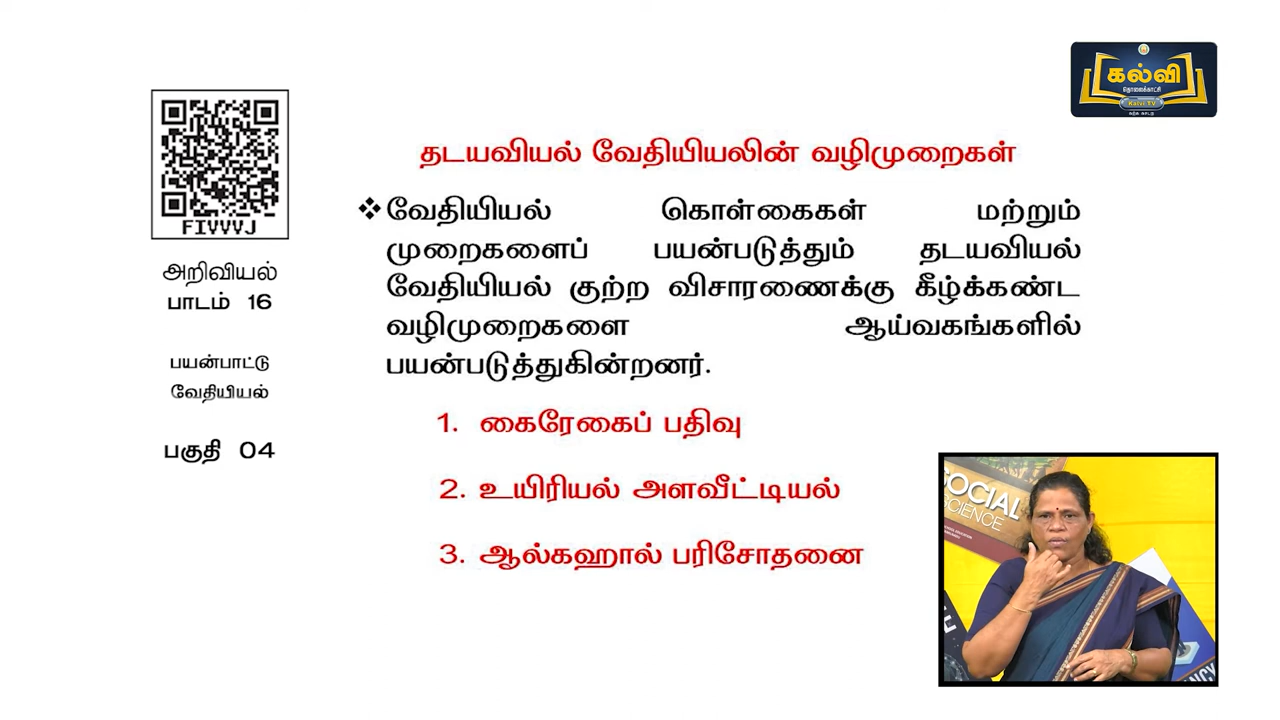 கல்வி
தொலைக்காட்சி
Kalvi TV
தடயவியல் வேதியியலின் வழிமுறைகள்
❖வேதியியல் கொள்கைகள் மற்றும்
முறைகளைப் பயன்படுத்தும் தடயவியல்
வேதியியல் குற்ற விசாரணைக்கு கீழ்க்கண்ட
வழிமுறைகளை ஆய்வகங்களில்
பயன்படுத்துகின்றனர்.
1. கைரேகைப் பதிவு
2. உயிரியல் அளவீட்டியல்
3. ஆல்கஹால் பரிசோதனை
FIVVVJ
அறிவியல்
பாடம் 16
பயன்பாட்டு
வேதியியல்
பகுதி 04
SOCIAL
SCIENCE